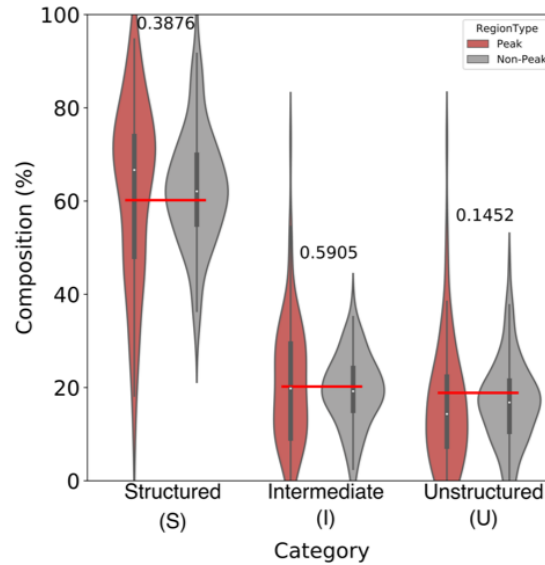 100
80
60
40
20
0
Composition (%)
0.3876
0.5905
0.1452
RegionType
Peak
Non-Peak
Structured Intermediate Unstructured
(S) (I) (U)
Category